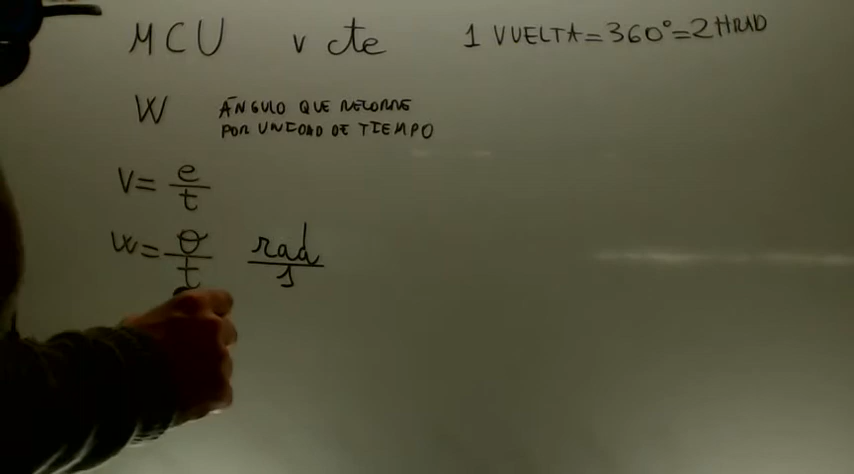 MCU v cte 1 VUELTA=360°=2πRAD
W ÁNGULO QUE RECORRE
POR UNIDAD DE TIEMPO
V= e/t
W= θ/t rad/s